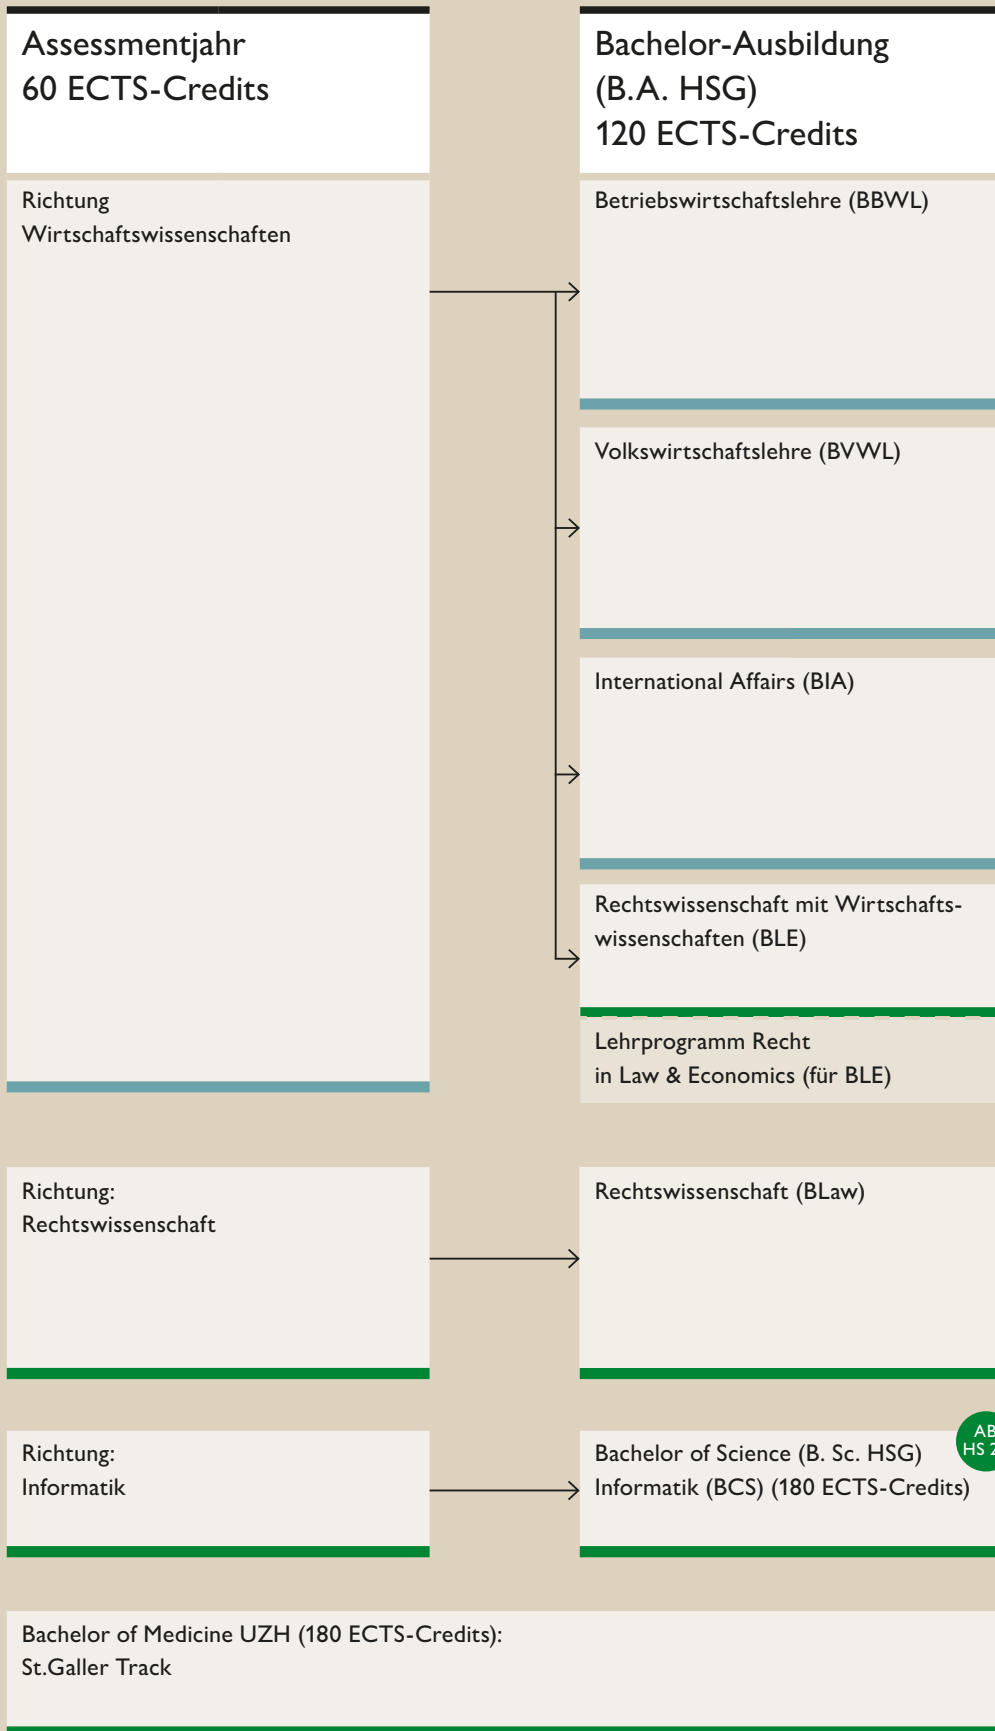 Assessmentjahr
60 ECTS-Credits
Bachelor-Ausbildung
(B.A. HSG)
120 ECTS-Credits
Richtung
Wirtschaftswissenschaften
Betriebswirtschaftslehre (BBWL)
Volkswirtschaftslehre (BVWL)
International Affairs (BIA)
Rechtswissenschaft mit Wirtschafts-
wissenschaften (BLE)
Lehrprogramm Recht
in Law & Economics (für BLE)
Richtung:
Rechtswissenschaft
Rechtswissenschaft (BLaw)
Richtung:
Informatik
AB
HS
Bachelor of Science (B. Sc. HSG)
Informatik (BCS) (180 ECTS-Credits)
Bachelor of Medicine UZH (180 ECTS-Credits):
St.Galler Track